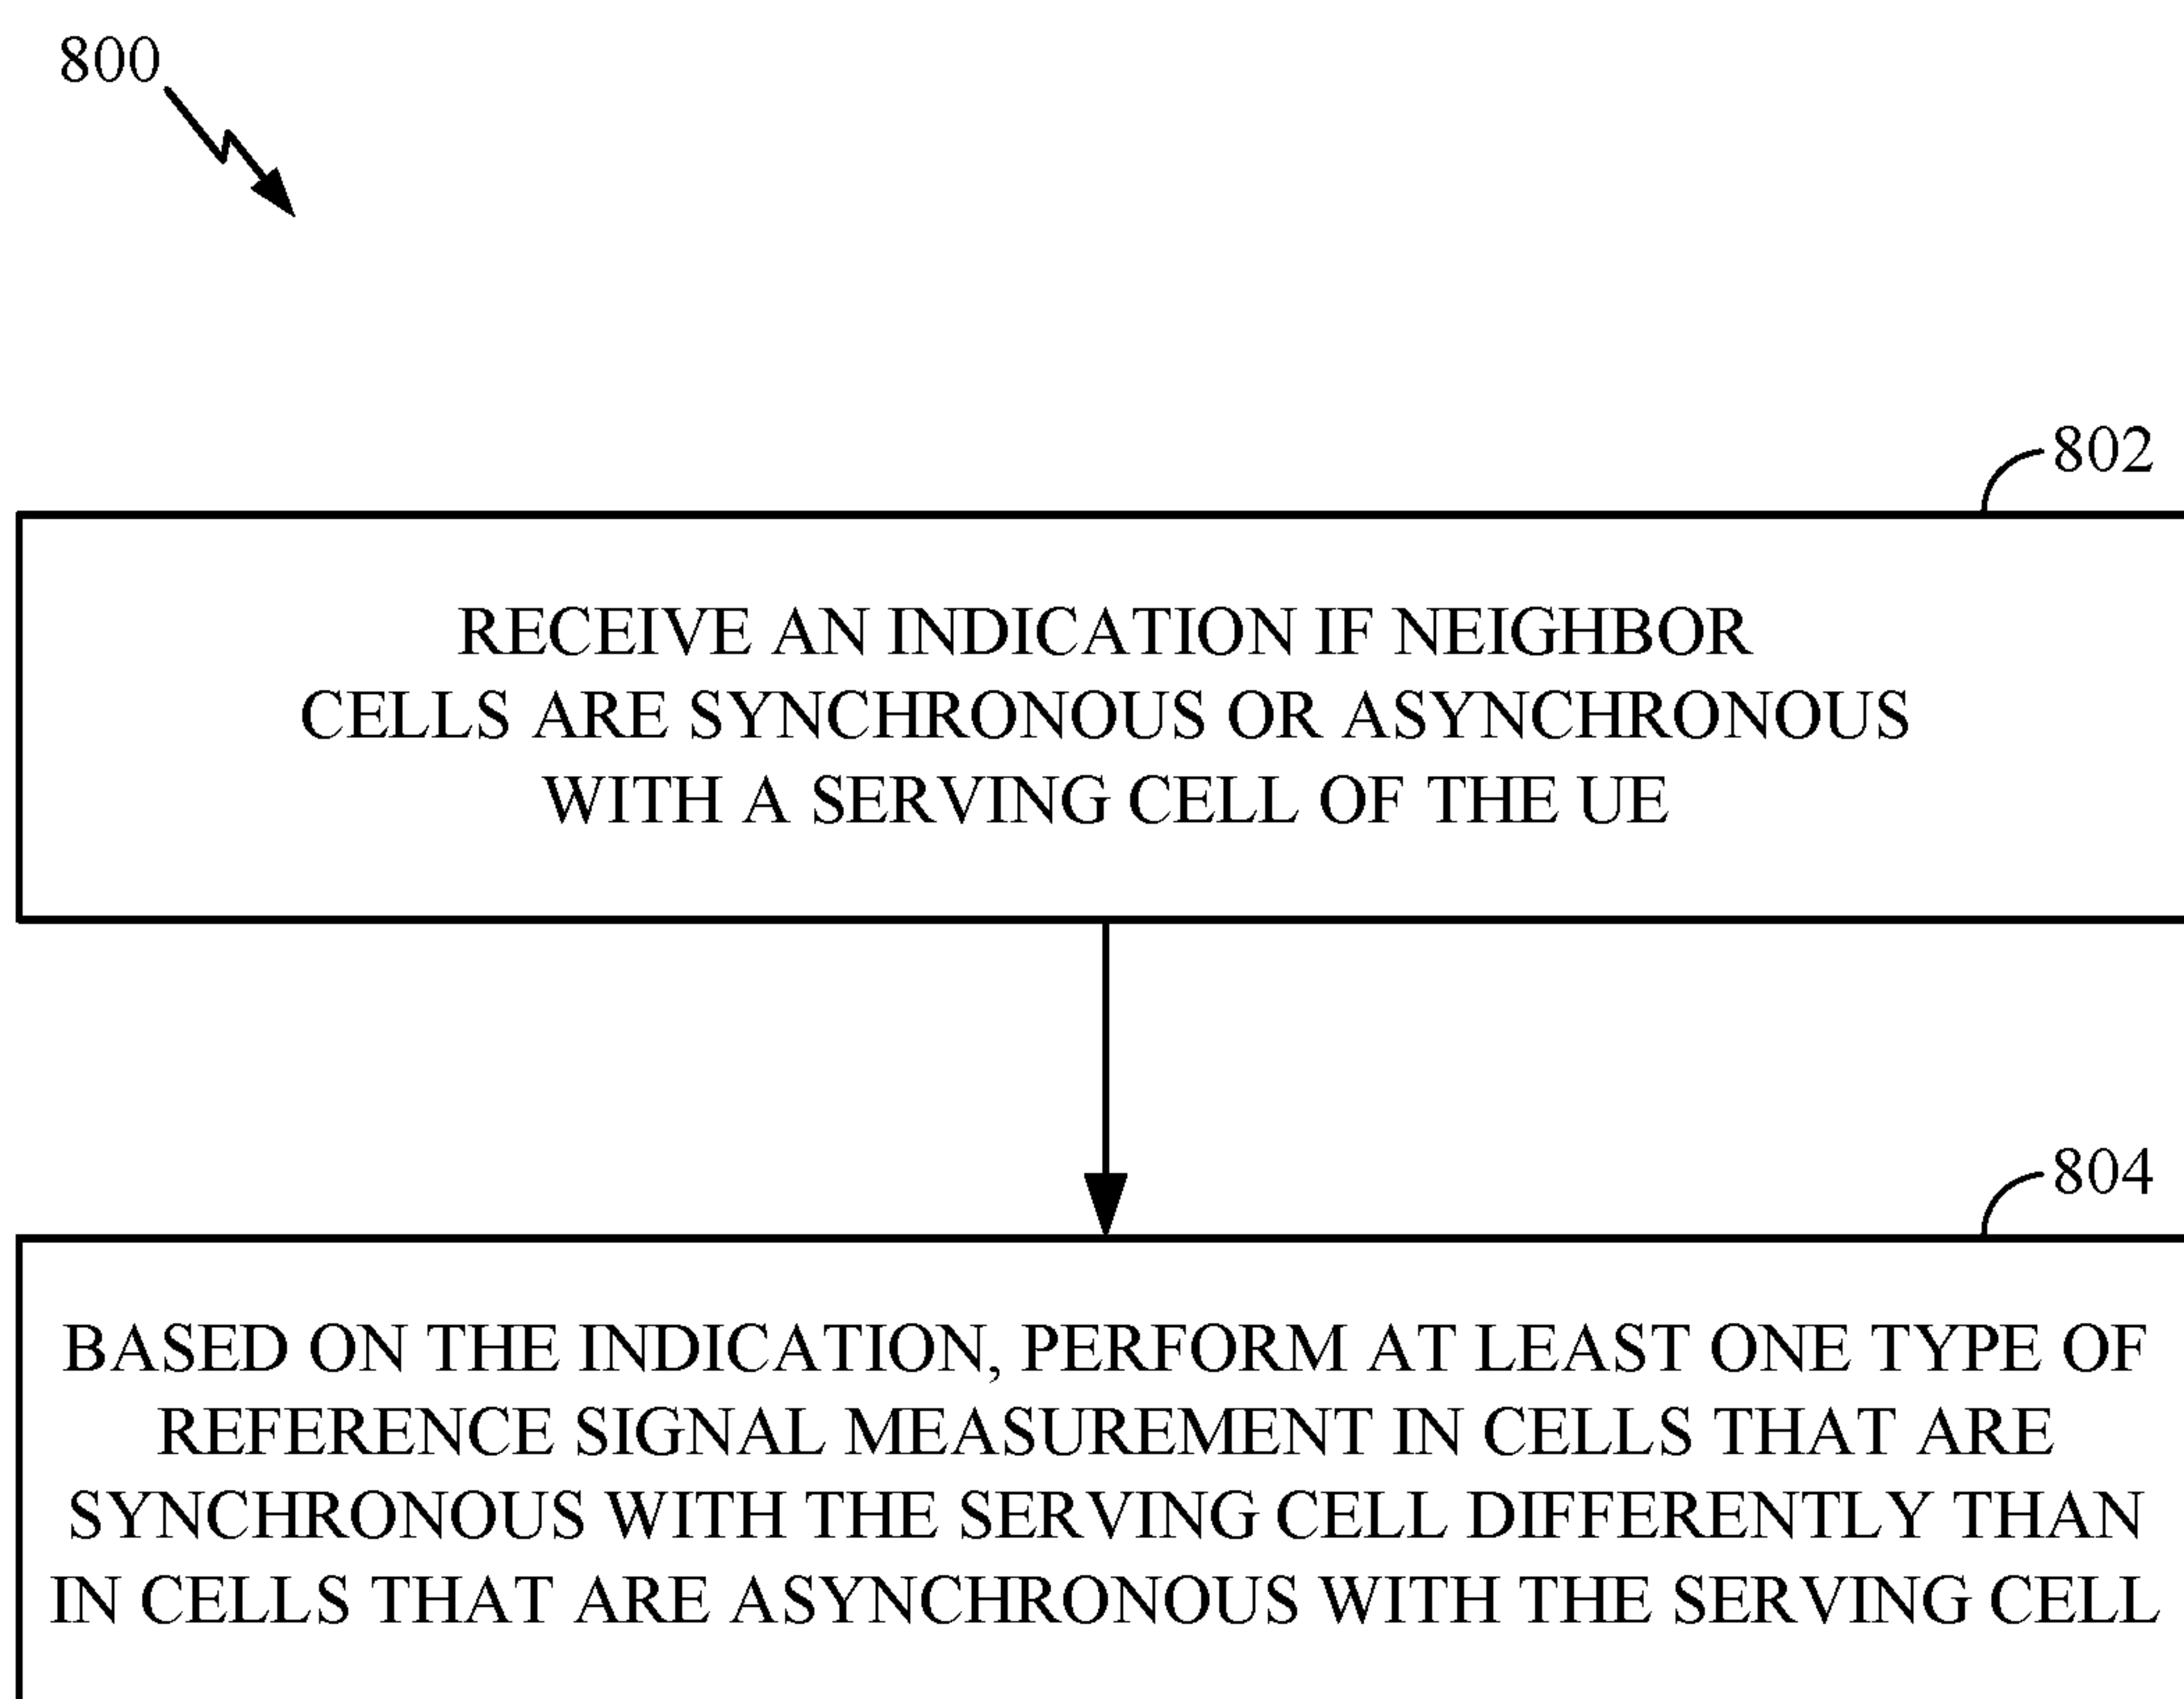 800
802
RECEIVE AN INDICATION IF NEIGHBOR
CELLS ARE SYNCHRONOUS OR ASYNCHRONOUS
WITH A SERVING CELL OF THE UE
804
BASED ON THE INDICATION, PERFORM AT LEAST ONE TYPE OF
REFERENCE SIGNAL MEASUREMENT IN CELLS THAT ARE
SYNCHRONOUS WITH THE SERVING CELL DIFFERENTLY THAN
IN CELLS THAT ARE ASYNCHRONOUS WITH THE SERVING CELL